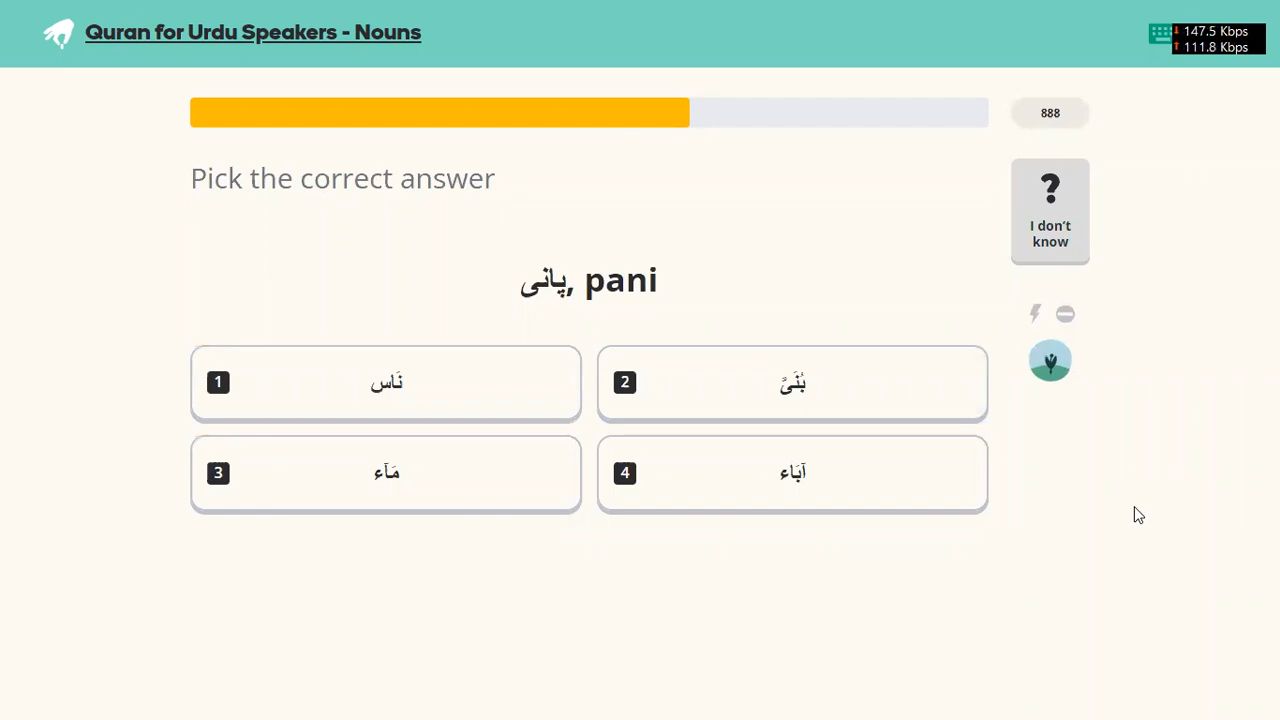 Quran for Urdu Speakers - Nouns
147.5 Kbps
111.8 Kbps
888
Pick the correct answer
?
I don't
know
پانی, pani
1 نَاس
2 بُنَیَّ
3 مَآء
4 آبَاء